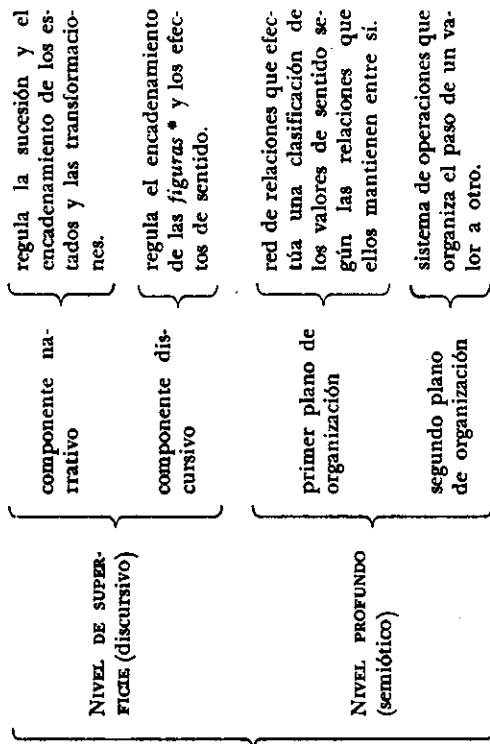 NIVEL DE SUPER-
FICIE (discursivo)
componente na-
rrativo
regula la sucesión y el
encadenamiento de los es-
tados y las transformacio-
nes.
componente dis-
cursivo
regula el encadenamiento
de las figuras * y los efec-
tos de sentido.
NIVEL PROFUNDO
(semiótico)
primer plano de
organización
red de relaciones que efec-
túa una clasificación de
los valores de sentido se-
gún las relaciones que
ellos mantienen entre sí.
segundo plano
de organización
sistema de operaciones que
organiza el paso de un va-
lor a otro.